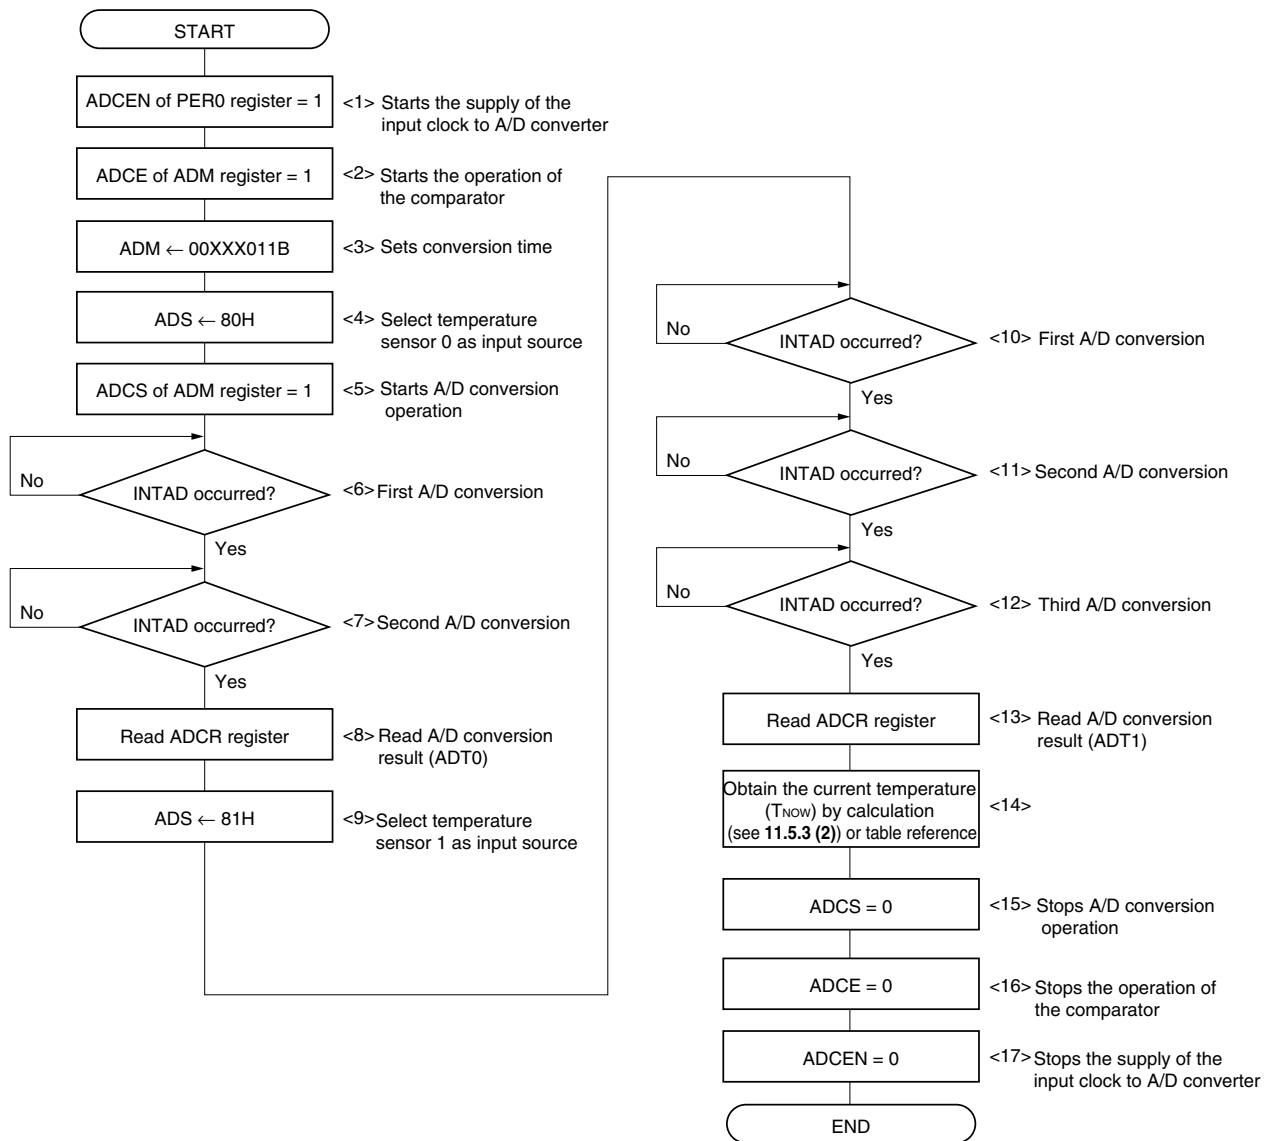 START
ADCEN of PER0 register = 1
<1> Starts the supply of the
input clock to A/D converter
ADCE of ADM register = 1
<2> Starts the operation of
the comparator
ADM ← 00XXX011B
<3> Sets conversion time
ADS ← 80H
<4> Select temperature
sensor 0 as input source
ADCS of ADM register = 1
<5> Starts A/D conversion
operation
No
INTAD occurred?
<6> First A/D conversion
Yes
No
INTAD occurred?
<7> Second A/D conversion
Yes
Read ADCR register
<8> Read A/D conversion
result (ADT0)
ADS ← 81H
<9> Select temperature
sensor 1 as input source
No
INTAD occurred?
<10> First A/D conversion
Yes
No
INTAD occurred?
<11> Second A/D conversion
Yes
No
INTAD occurred?
<12> Third A/D conversion
Yes
Read ADCR register
<13> Read A/D conversion
result (ADT1)
Obtain the current temperature
(TNOW) by calculation
(see 11.5.3 (2)) or table reference
<14>
ADCS = 0
<15> Stops A/D conversion
operation
ADCE = 0
<16> Stops the operation of
the comparator
ADCEN = 0
<17> Stops the supply of the
input clock to A/D converter
END